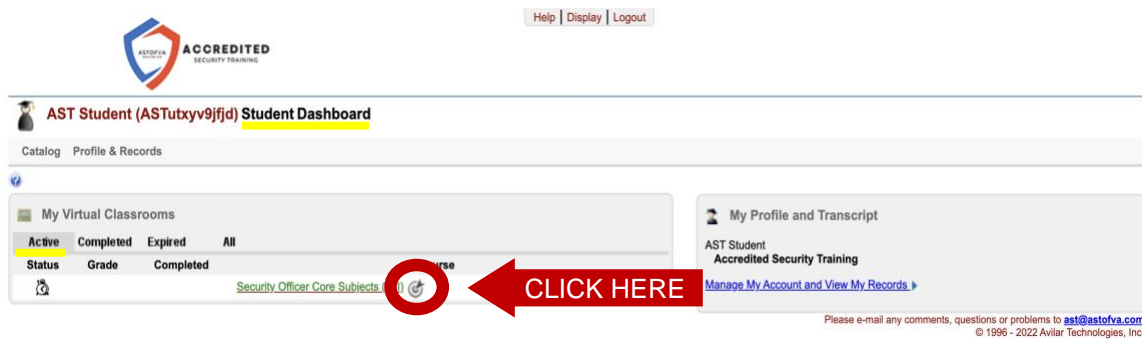 Help | Display | Logout
ASTOFVA
ACCREDITED
SECURITY TRAINING
AST Student (ASTutxyv9jfjd) Student Dashboard
Catalog Profile & Records
My Virtual Classrooms
Active Completed Expired All
Status Grade Completed
Security Officer Core Subjects
CLICK HERE
My Profile and Transcript
AST Student
Accredited Security Training
Manage My Account and View My Records
Please e-mail any comments, questions or problems to ast@astofva.com
© 1996 - 2022 Avilar Technologies, Inc